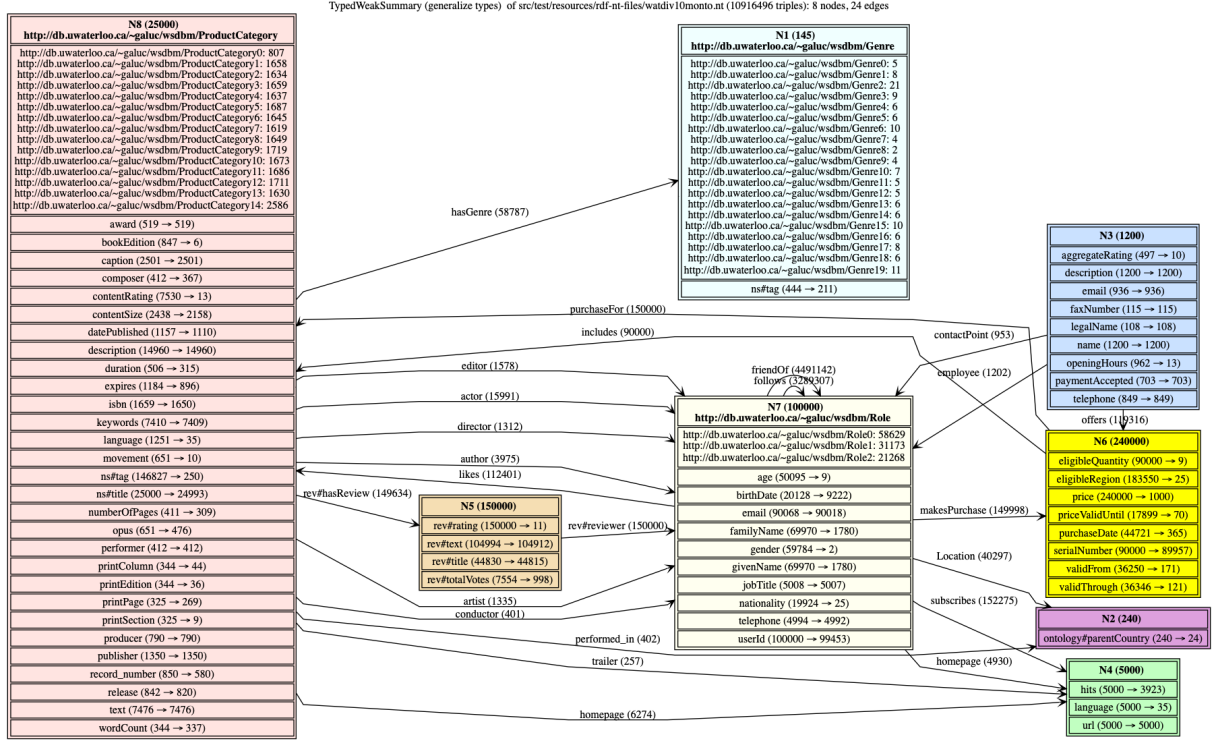 TypedWeakSummary (generalize types)  of src/test/resources/rdf-nt-files/watdiv10monto.nt (10916496 triples): 8 nodes, 24 edges
N8 (25000)
http://db.uwaterloo.ca/~galuc/wsdbm/ProductCategory
http://db.uwaterloo.ca/~galuc/wsdbm/ProductCategory0: 807
http://db.uwaterloo.ca/~galuc/wsdbm/ProductCategory1: 1658
http://db.uwaterloo.ca/~galuc/wsdbm/ProductCategory2: 1634
http://db.uwaterloo.ca/~galuc/wsdbm/ProductCategory3: 1659
http://db.uwaterloo.ca/~galuc/wsdbm/ProductCategory4: 1637
http://db.uwaterloo.ca/~galuc/wsdbm/ProductCategory5: 1687
http://db.uwaterloo.ca/~galuc/wsdbm/ProductCategory6: 1645
http://db.uwaterloo.ca/~galuc/wsdbm/ProductCategory7: 1619
http://db.uwaterloo.ca/~galuc/wsdbm/ProductCategory8: 1649
http://db.uwaterloo.ca/~galuc/wsdbm/ProductCategory9: 1719
http://db.uwaterloo.ca/~galuc/wsdbm/ProductCategory10: 1673
http://db.uwaterloo.ca/~galuc/wsdbm/ProductCategory11: 1686
http://db.uwaterloo.ca/~galuc/wsdbm/ProductCategory12: 1711
http://db.uwaterloo.ca/~galuc/wsdbm/ProductCategory13: 1630
http://db.uwaterloo.ca/~galuc/wsdbm/ProductCategory14: 2586
award (519 → 519)
bookEdition (847 → 6)
caption (2501 → 2501)
composer (412 → 367)
contentRating (7530 → 13)
contentSize (2438 → 2158)
datePublished (1157 → 1110)
description (14960 → 14960)
duration (506 → 315)
expires (1184 → 896)
isbn (1659 → 1650)
keywords (7410 → 7409)
language (1251 → 35)
movement (651 → 10)
ns#tag (146827 → 250)
ns#title (25000 → 24993)
numberOfPages (411 → 309)
opus (651 → 476)
performer (412 → 412)
printColumn (344 → 44)
printEdition (344 → 36)
printPage (325 → 269)
printSection (325 → 9)
producer (790 → 790)
publisher (1350 → 1350)
record_number (850 → 580)
release (842 → 820)
text (7476 → 7476)
wordCount (344 → 337)
hasGenre (58787)
N1 (145)
http://db.uwaterloo.ca/~galuc/wsdbm/Genre
http://db.uwaterloo.ca/~galuc/wsdbm/Genre0: 5
http://db.uwaterloo.ca/~galuc/wsdbm/Genre1: 8
http://db.uwaterloo.ca/~galuc/wsdbm/Genre2: 21
http://db.uwaterloo.ca/~galuc/wsdbm/Genre3: 9
http://db.uwaterloo.ca/~galuc/wsdbm/Genre4: 6
http://db.uwaterloo.ca/~galuc/wsdbm/Genre5: 6
http://db.uwaterloo.ca/~galuc/wsdbm/Genre6: 10
http://db.uwaterloo.ca/~galuc/wsdbm/Genre7: 4
http://db.uwaterloo.ca/~galuc/wsdbm/Genre8: 2
http://db.uwaterloo.ca/~galuc/wsdbm/Genre9: 4
http://db.uwaterloo.ca/~galuc/wsdbm/Genre10: 7
http://db.uwaterloo.ca/~galuc/wsdbm/Genre11: 5
http://db.uwaterloo.ca/~galuc/wsdbm/Genre12: 5
http://db.uwaterloo.ca/~galuc/wsdbm/Genre13: 6
http://db.uwaterloo.ca/~galuc/wsdbm/Genre14: 6
http://db.uwaterloo.ca/~galuc/wsdbm/Genre15: 10
http://db.uwaterloo.ca/~galuc/wsdbm/Genre16: 6
http://db.uwaterloo.ca/~galuc/wsdbm/Genre17: 8
http://db.uwaterloo.ca/~galuc/wsdbm/Genre18: 6
http://db.uwaterloo.ca/~galuc/wsdbm/Genre19: 11
ns#tag (444 → 211)
N3 (1200)
aggregateRating (497 → 10)
description (1200 → 1200)
email (936 → 936)
faxNumber (115 → 115)
legalName (108 → 108)
name (1200 → 1200)
openingHours (962 → 13)
paymentAccepted (703 → 703)
telephone (849 → 849)
purchaseFor (150000)
includes (90000)
contactPoint (953)
employee (1202)
offers (119316)
editor (1578)
actor (15991)
director (1312)
author (3975)
likes (112401)
rev#hasReview (149634)
friendOf (4491142)
follows (3289307)
N7 (100000)
http://db.uwaterloo.ca/~galuc/wsdbm/Role
http://db.uwaterloo.ca/~galuc/wsdbm/Role0: 58629
http://db.uwaterloo.ca/~galuc/wsdbm/Role1: 31173
http://db.uwaterloo.ca/~galuc/wsdbm/Role2: 21268
age (50095 → 9)
birthDate (20128 → 9222)
email (90068 → 90018)
familyName (69970 → 1780)
gender (59784 → 2)
givenName (69970 → 1780)
jobTitle (5008 → 5007)
nationality (19924 → 25)
telephone (4994 → 4992)
userId (100000 → 99453)
N5 (150000)
rev#rating (150000 → 11)
rev#text (104994 → 104912)
rev#title (44830 → 44815)
rev#totalVotes (7554 → 998)
rev#reviewer (150000)
artist (1335)
conductor (401)
performed_in (402)
trailer (257)
homepage (6274)
makesPurchase (149998)
Location (40297)
subscribes (152275)
homepage (4930)
N6 (240000)
eligibleQuantity (90000 → 9)
eligibleRegion (183550 → 25)
price (240000 → 1000)
priceValidUntil (17899 → 70)
purchaseDate (44721 → 365)
serialNumber (90000 → 89957)
validFrom (36250 → 171)
validThrough (36346 → 121)
N2 (240)
ontology#parentCountry (240 → 24)
N4 (5000)
hits (5000 → 3923)
language (5000 → 35)
url (5000 → 5000)